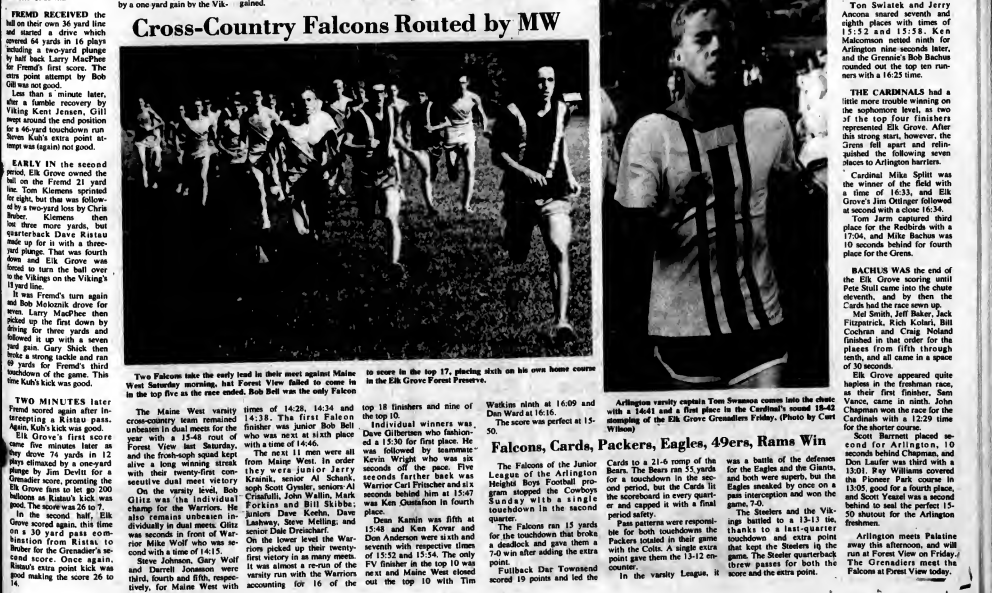 by a one-yard gain by the Vik-
gained.
FREMD RECEIVED the
ball on their own 36 yard line
and started a drive which
covered 64 yards in 16 plays
including a two-yard plunge
by half back Larry MacPhee
for Fremd's first score. The
extra point attempt by Bob
Gill was not good.
Less than a minute later,
after a fumble recovery by
Viking Kent Jensen, Gill
swept around the end position
for a 46-yard touchdown run
Steven Kuh's extra point at-
tempt was (again) not good.
EARLY IN the second
period, Elk Grove owned the
ball on the Fremd 21 yard
line. Tom Klemens sprinted
for eight, but that was follow-
ed by a two-yard loss by Chris
Bruber. Klemens then
lost three more yards, but
quarterback Dave Ristau
made up for it with a three-
yard plunge. That was fourth
down and Elk Grove was
forced to turn the ball over
to the Vikings on the Viking's
yard line.
It was Fremd's turn again
and Bob Moloznik drove for
seven. Larry MacPhee then
picked up the first down by
driving for three yards and
followed it up with a seven
yard gain. Gary Shick then
broke a strong tackle and ran
69 yards for Fremd's third
touchdown of the game. This
time Kuh's kick was good.
TWO MINUTES later
Fremd scored again after in-
tercepting a Ristau pass.
Again, Kuh's kick was good.
Elk Grove's first score
came five minutes later as
they drove 74 yards in 12
plays climaxed by a one-yard
plunge by Jim Devitt for a
Grenadier score, promting the
Elk Grove fans to let go 200
balloons as Ristau's kick was
good. The score was 26 to 7.
In the second half, Elk
Grove scored again, this time
on a 30 yard pass com-
bination from Ristau to
Bruber for the Grenadier's se-
cond score. Once again,
Ristau's extra point kick was
good making the score 26 to
14.
Cross-Country Falcons Routed by MW
Two Falcons take the early lead in their meet against Maine
West Saturday morning, but Forest View failed to come in
in the top five as the race ended. Bob Bell was the only Falcon
to score in the top 17, placing sixth on his own home course
in the Elk Grove Forest Preserve.
The Maine West varsity
cross-country team remained
unbeaten in dual meets for the
year with a 15-48 rout of
Forest View last Saturday,
and the frosh-soph squad kept
alive a long winning streak
with their twenty-first con-
seutive dual meet victory
On the varsity level, Bob
Glitz was the individual
champ for the Warriors. He
also remains unbeaten in-
dividually in dual meets. Glitz
was seconds in front of War-
rior Mike Wolf who was se-
cond with a time of 14:15.
Steve Johnson, Gary Wolf
and Darrell Jonasson were
third, fourth and fifth, respec-
tively, for Maine West with
times of 14:28, 14:34 and
14:38. Tha first Falcon
finisher was junior Bob Bell
who was next at sixth place
with a time of 14:46.
The next 11 men were all
from Maine West. In order
they were junior Jerry
Krainik, senior Al Schank,
soph Scott Gyssler, seniors Al
Crisafulli, John Wallin, Mark
Forkins and Bill Skibbe;
juniors Dave Keehn, Dave
Lashway, Steve Melling; and
senior Dale Dreischarf.
On the lower level the War-
riors picked up their twenty-
first victory in as many meets.
It was almost a re-run of the
varsity run with the Warriors
accounting for 16 of the
top 18 finishers and nine of
the top 10.
Individual winners was
Dave Gilbertsen who fashion-
ed a 15:30 for first place. He
was followed by teammate
Kevin Wright who was six
seconds off the pace. Five
seconds farther back was
Warrior Carl Pritscher and six
seconds behind him at 15:47
was Ken Gustafson in fourth
place.
Dean Kamin was fifth at
15:48 and Ken Kovar and
Don Anderson were sixth and
seventh with respective times
of 15:52 and 15:54. The only
FV finisher in the top 10 was
next and Maine West closed
out the top 10 with Tim
Watkins ninth at 16:09 and
Dan Ward at 16:16.
The score was perfect at 15-
50.
Arlington varsity captain Tom Swanson comes into the chute
with a 14:41 and a first place in the Cardinal's sound 18-42
stomping of the Elk Grove Grenadiers Friday. (Photo by Curt
Wilson)
Falcons, Cards, Packers, Eagles, 49ers, Rams Win
The Falcons of the Junior
League of the Arlington
Heights Boys Football pro-
gram stopped the Cowboys
Sunday with a single
touchdown in the second
quarter.
The Falcons ran 15 yards
for the touchdown that broke
a deadlock and gave them a
7-0 win after adding the extra
point.
Fullback Dar Townsend
scored 19 points and led the
Cards to a 21-6 romp of the
Bears. The Bears ran 55 yards
for a touchdown in the sec-
ond period, but the Cards lit
the scoreboard in every quart-
er and capped it with a final
period safety.
Pass patterns were responsi-
ble for both touchdowns the
Packers totaled in their game
with the Colts. A single extra
point gave them the 13-12 en-
counter.
In the varsity League, it
was a battle of the defenses
for the Eagles and the Giants,
and both were superb, but the
Eagles sneaked by once on a
pass interception and won the
game, 7-0.
The Steelers and the Vik-
ings battled to a 13-13 tie,
thanks to a last-quarter
touchdown and extra point
that kept the Steelers in the
game. The Steeler quarterback
threw passes for both the
score and the extra point.
Ton Swiatek and Jerry
Ancona snared seventh and
eighth places with times of
15:52 and 15:58. Ken
Malcomson netted ninth for
Arlington nine seconds later,
and the Grennie's Bob Bachus
rounded out the top ten run-
ners with a 16:25 time.
THE CARDINALS had a
little more trouble winning on
the sophomore level, as two
of the top four finishers
represented Elk Grove. After
this strong start, however, the
Grens fell apart and relin-
quished the following seven
places to Arlington harriers.
Cardinal Mike Splitt was
the winner of the field with
a time of 16:33, and Elk
Grove's Jim Ottinger followed
at second with a close 16:34.
Tom Jarm captured third
place for the Redbirds with a
17:04, and Mike Bachus was
10 seconds behind for fourth
place for the Grens.
BACHUS WAS the end of
the Elk Grove scoring until
Pete Stull came into the chute
eleventh, and by then the
Cards had the race sewn up.
Mel Smith, Jeff Baker, Jack
Fitzpatrick, Rich Kolari, Bill
Cochran and Craig Noland
finished in that order for the
places from fifth through
tenth, and all came in a space
of 30 seconds.
Elk Grove appeared quite
hapless in the freshman race,
as their first finisher, Sam
Vance, came in ninth. John
Chapman won the race for the
Cardinals with a 12:29 time
for the shorter course.
Scott Barnett placed se-
cond for Arlington, 10
seconds behind Chapman, and
Don Laufer was third with a
13:01. Ray Williams covered
the Pioneer Park course in
13:05, good for a fourth place,
and Scott Yeazel was a second
behind to seal the perfect 15-
50 shutout for the Arlington
freshmen.
Arlington meets Palatine
away this afternoon, and will
run at Forest View on Friday.
The Grenadiers meet the
Falcons at Forest View today.